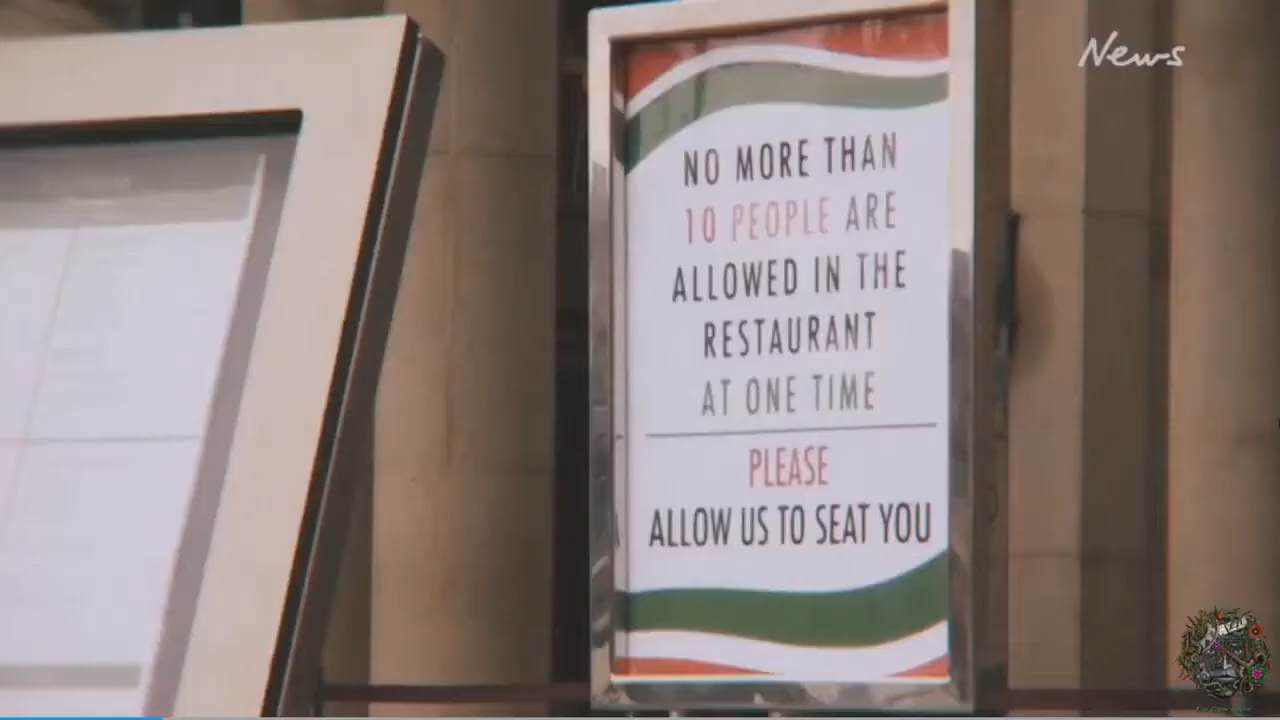 News
NO MORE THAN
10 PEOPLE ARE
ALLOWED IN THE
RESTAURANT
AT ONE TIME
PLEASE
ALLOW US TO SEAT YOU